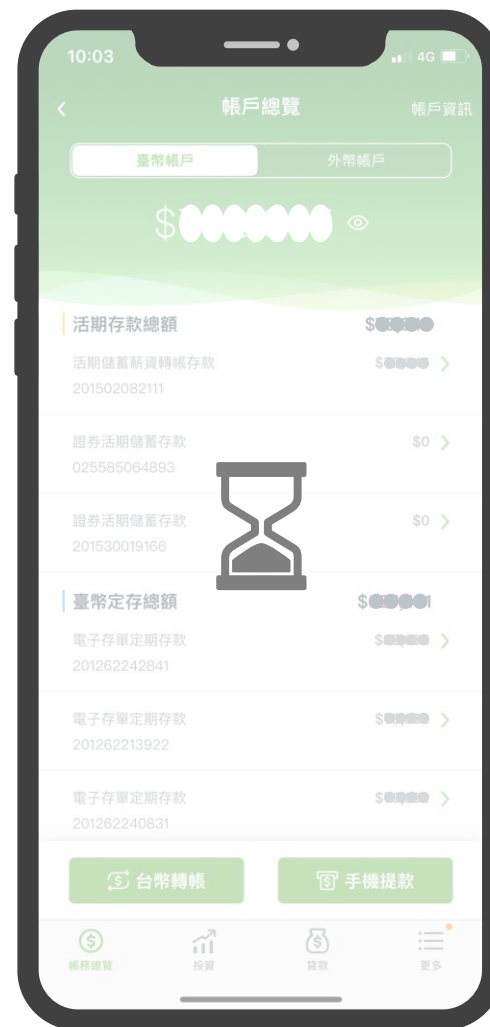 10:03
4G
帳戶總覽
帳戶資訊
臺幣帳戶
外幣帳戶
$
活期存款總額
$
活期儲蓄薪資轉帳存款
$
201502082111
證券活期儲蓄存款
$0
025585064893
證券活期儲蓄存款
$0
201530019166
臺幣定存總額
$
電子存單定期存款
$
201262242841
電子存單定期存款
$
201262213922
電子存單定期存款
$
201262240831
台幣轉帳
手機提款
帳務總覽
投資
貸款
更多